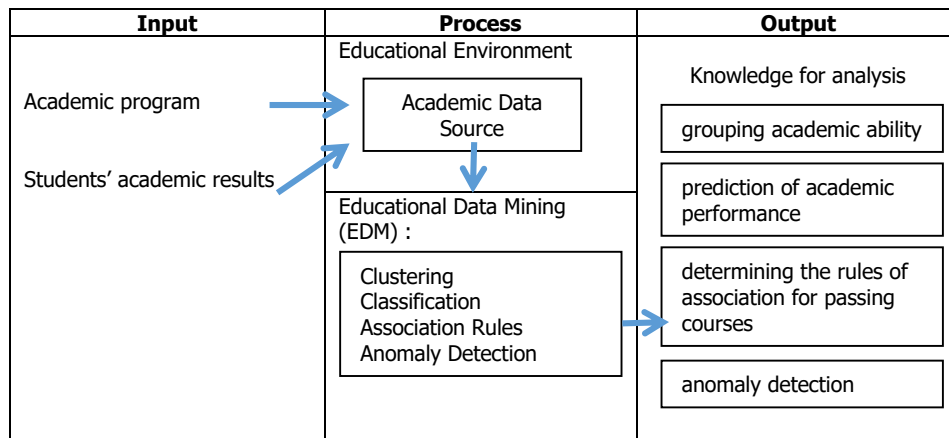 Input
Process
Output
Academic program
Students’ academic results
Educational Environment
Academic Data
Source
Educational Data Mining
(EDM) :
Clustering
Classification
Association Rules
Anomaly Detection
Knowledge for analysis
grouping academic ability
prediction of academic
performance
determining the rules of
association for passing
courses
anomaly detection